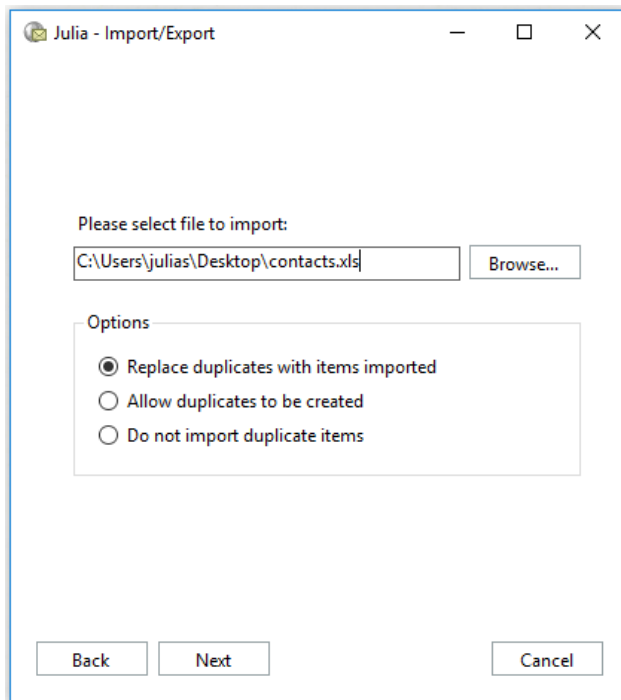 Julia - Import/Export
Please select file to import:
C:\Users\julias\Desktop\contacts.xls
Browse...
Options
Replace duplicates with items imported
Allow duplicates to be created
Do not import duplicate items
Back Next Cancel